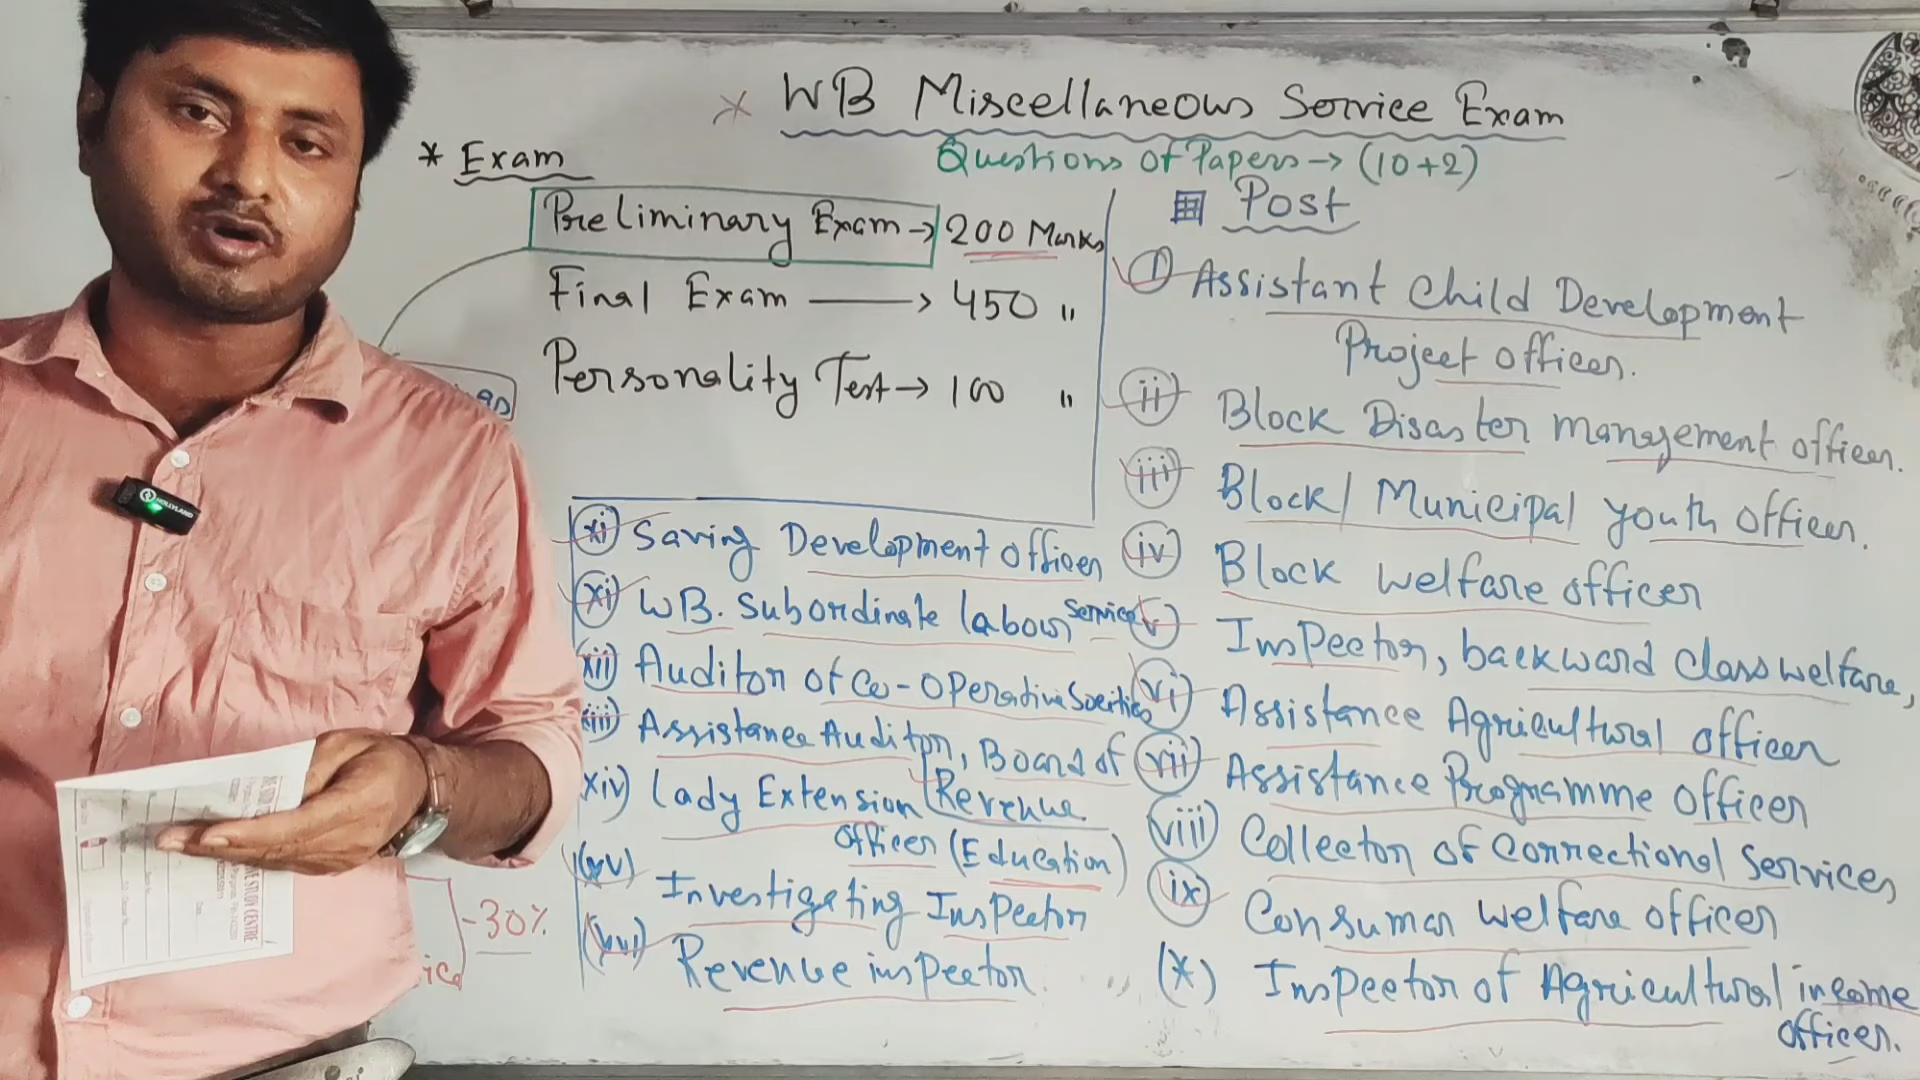 * WB Miscellaneous Service Exam
Questions of Papers → (10+2)
* Exam
Preliminary Exam → 200 Marks
Final Exam → 450 "
Personality Test → 100 "
Post
(i) Assistant Child Development
Project officer.
(ii) Block Disaster management officer.
(iii) Block/Municipal youth officer.
(iv) Block welfare officer
(v) Inspector, backward class welfare,
(vi) Assistance Agricultural officer
(vii) Assistance Programme officer
(viii) Collector of Correctional Services,
(ix) Consumar welfare officer
(x) Inspector of Agricultural income
officer.
(xi) Saving Development officer
(xi) WB. Subordinate labour Service
(xii) Auditor of Co-operative Societies
(xiii) Assistance Auditor, Board of
Revenue
xiv) Lady Extension
officer (Education)
(xv) Investigating Inspector
(xvi) Revenue inspector
-30%
HOLLYLAND
STUDY CENTRE